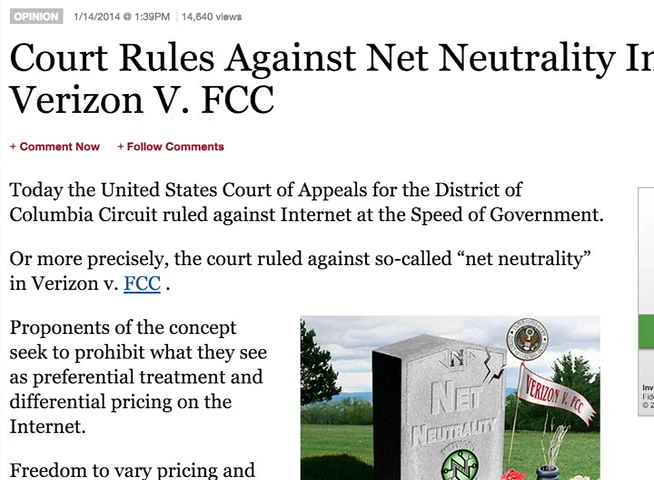 OPINION 1/14/2014 @ 1:39PM 14,640 views
Court Rules Against Net Neutrality In
Verizon V. FCC
+ Comment Now + Follow Comments
Today the United States Court of Appeals for the District of
Columbia Circuit ruled against Internet at the Speed of Government.
Or more precisely, the court ruled against so-called “net neutrality”
in Verizon v. FCC .
Proponents of the concept
seek to prohibit what they see
as preferential treatment and
differential pricing on the
Internet.
Freedom to vary pricing and
N
NET
NEUTRALITY
N
VERIZON V. FCC
Inv
Fide
© 2